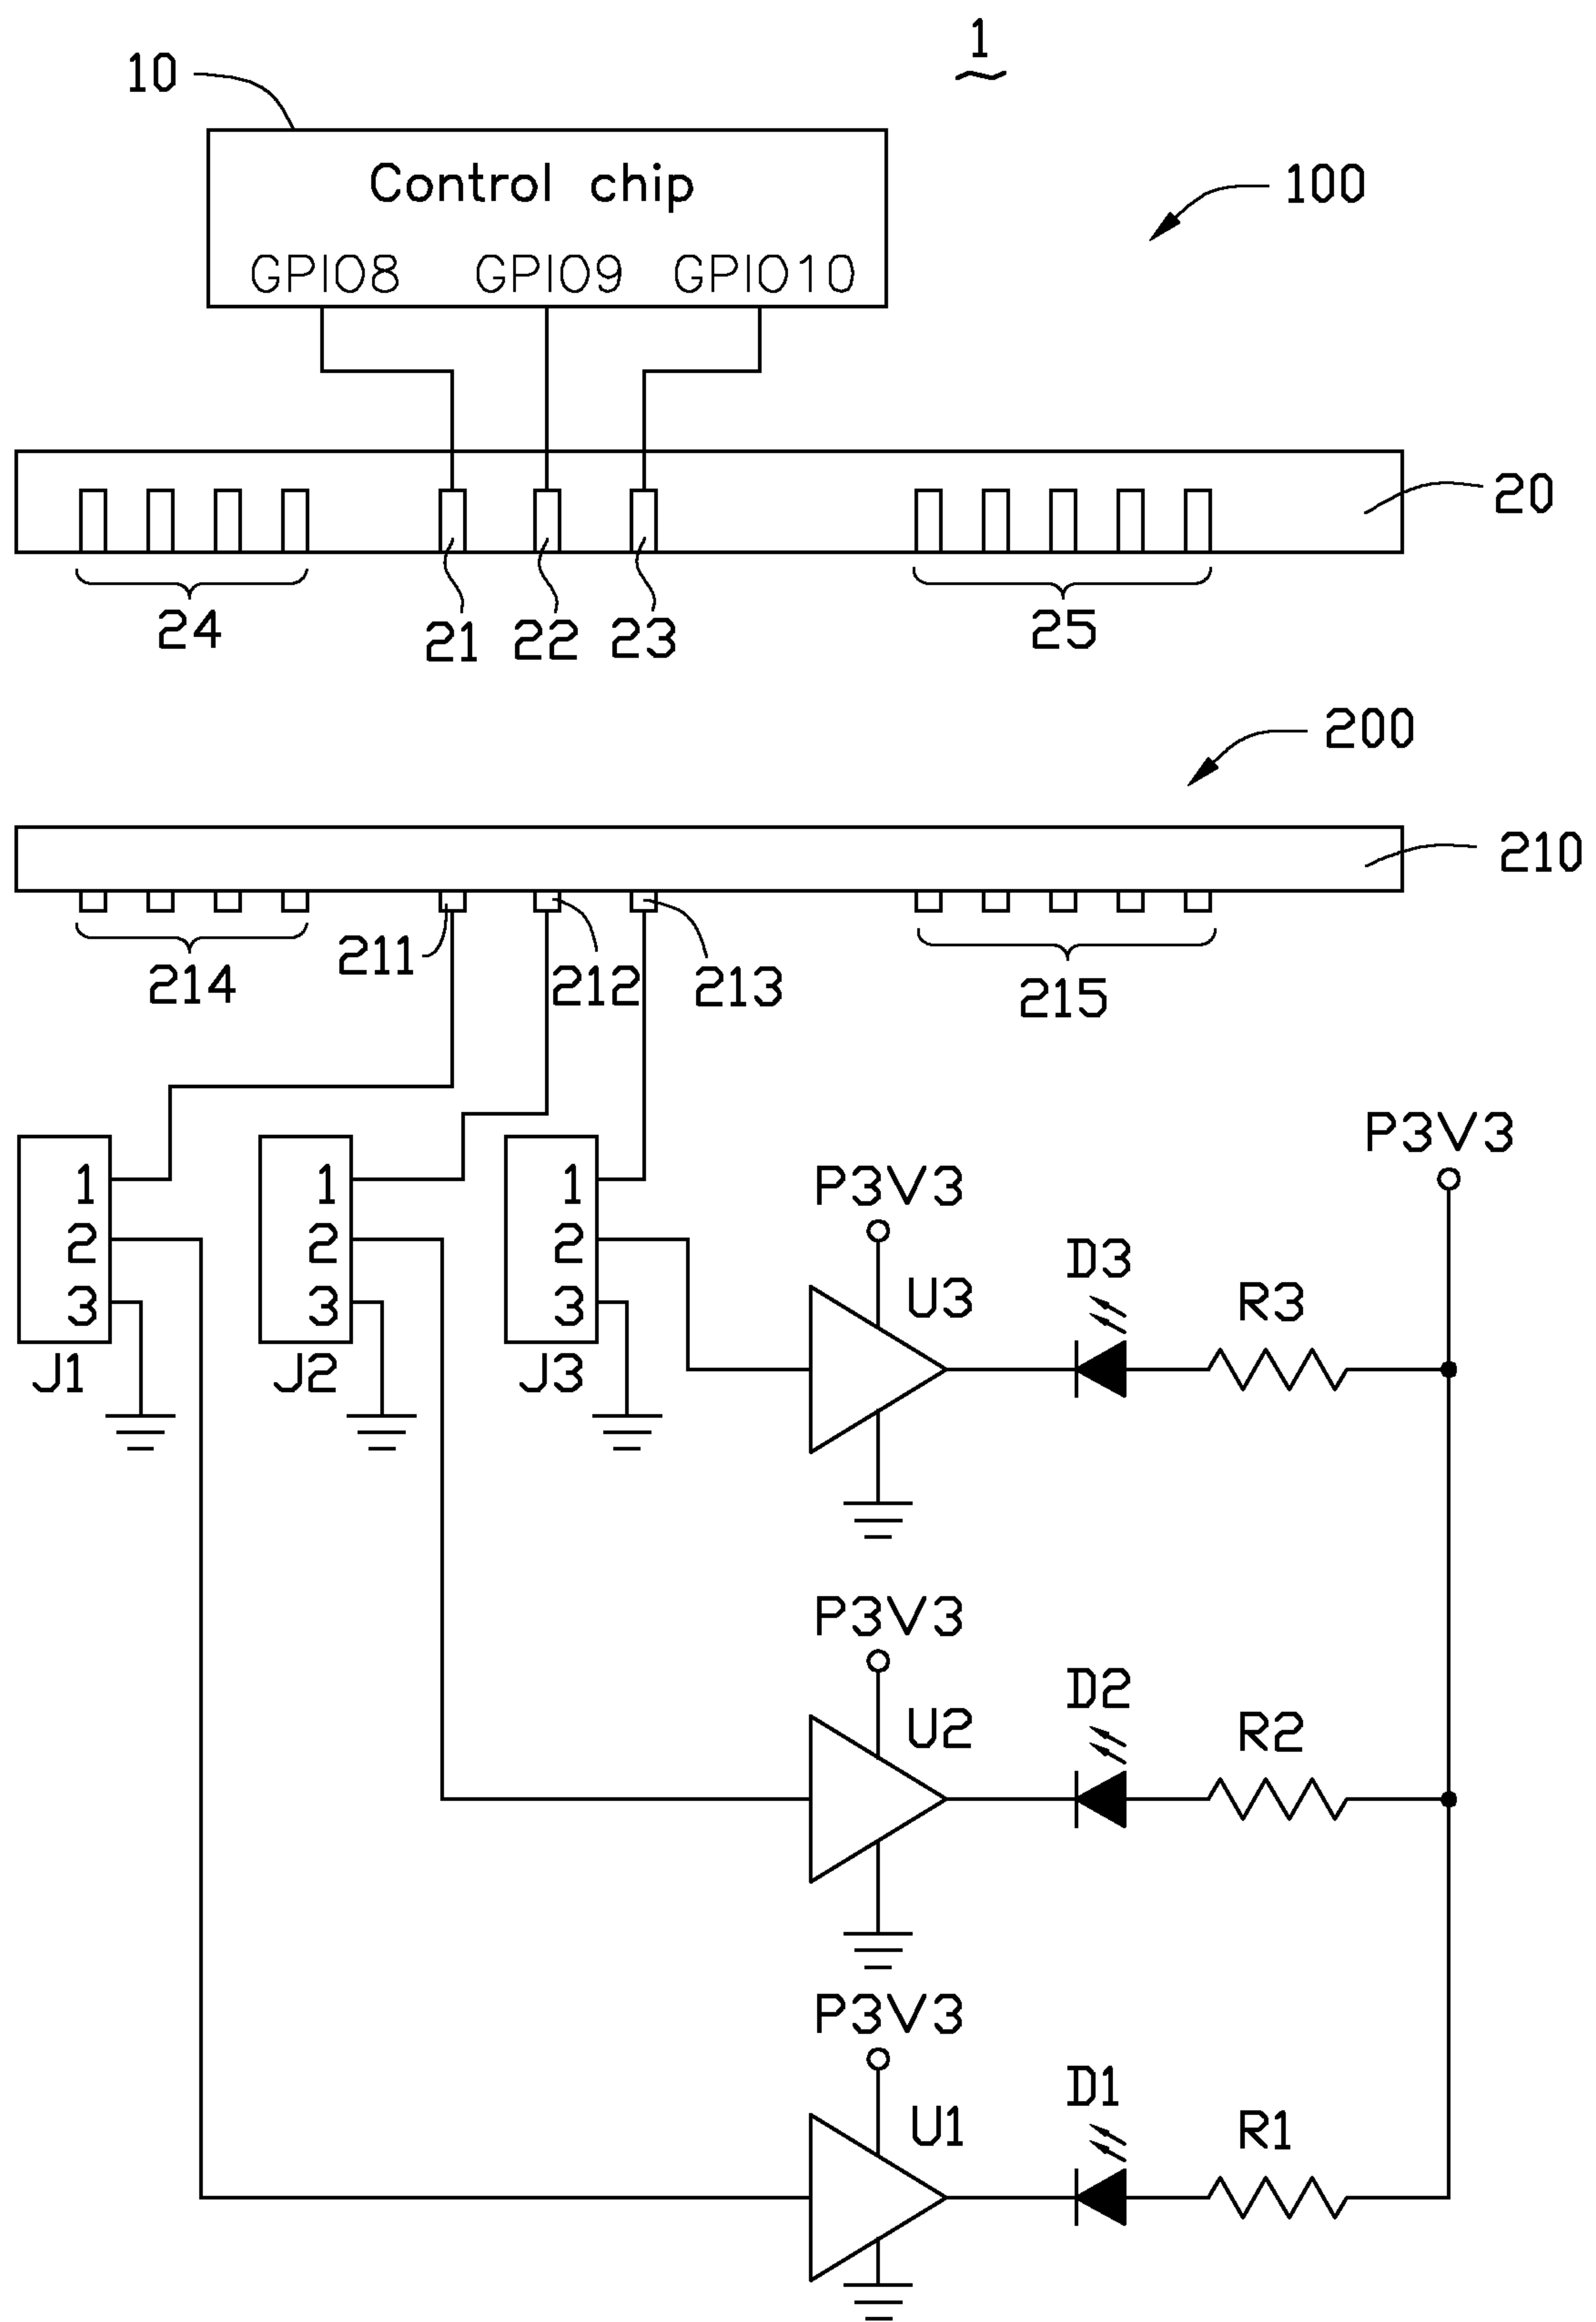 1
10
Control chip
GPIO8 GPIO9 GPIO10
100
20
24 21 22 23 25
200
210
214 211 212 213 215
P3V3
1 1 1
2 2 2
3 3 3
J1 J2 J3
P3V3
U3 D3 R3
P3V3
U2 D2 R2
P3V3
U1 D1 R1